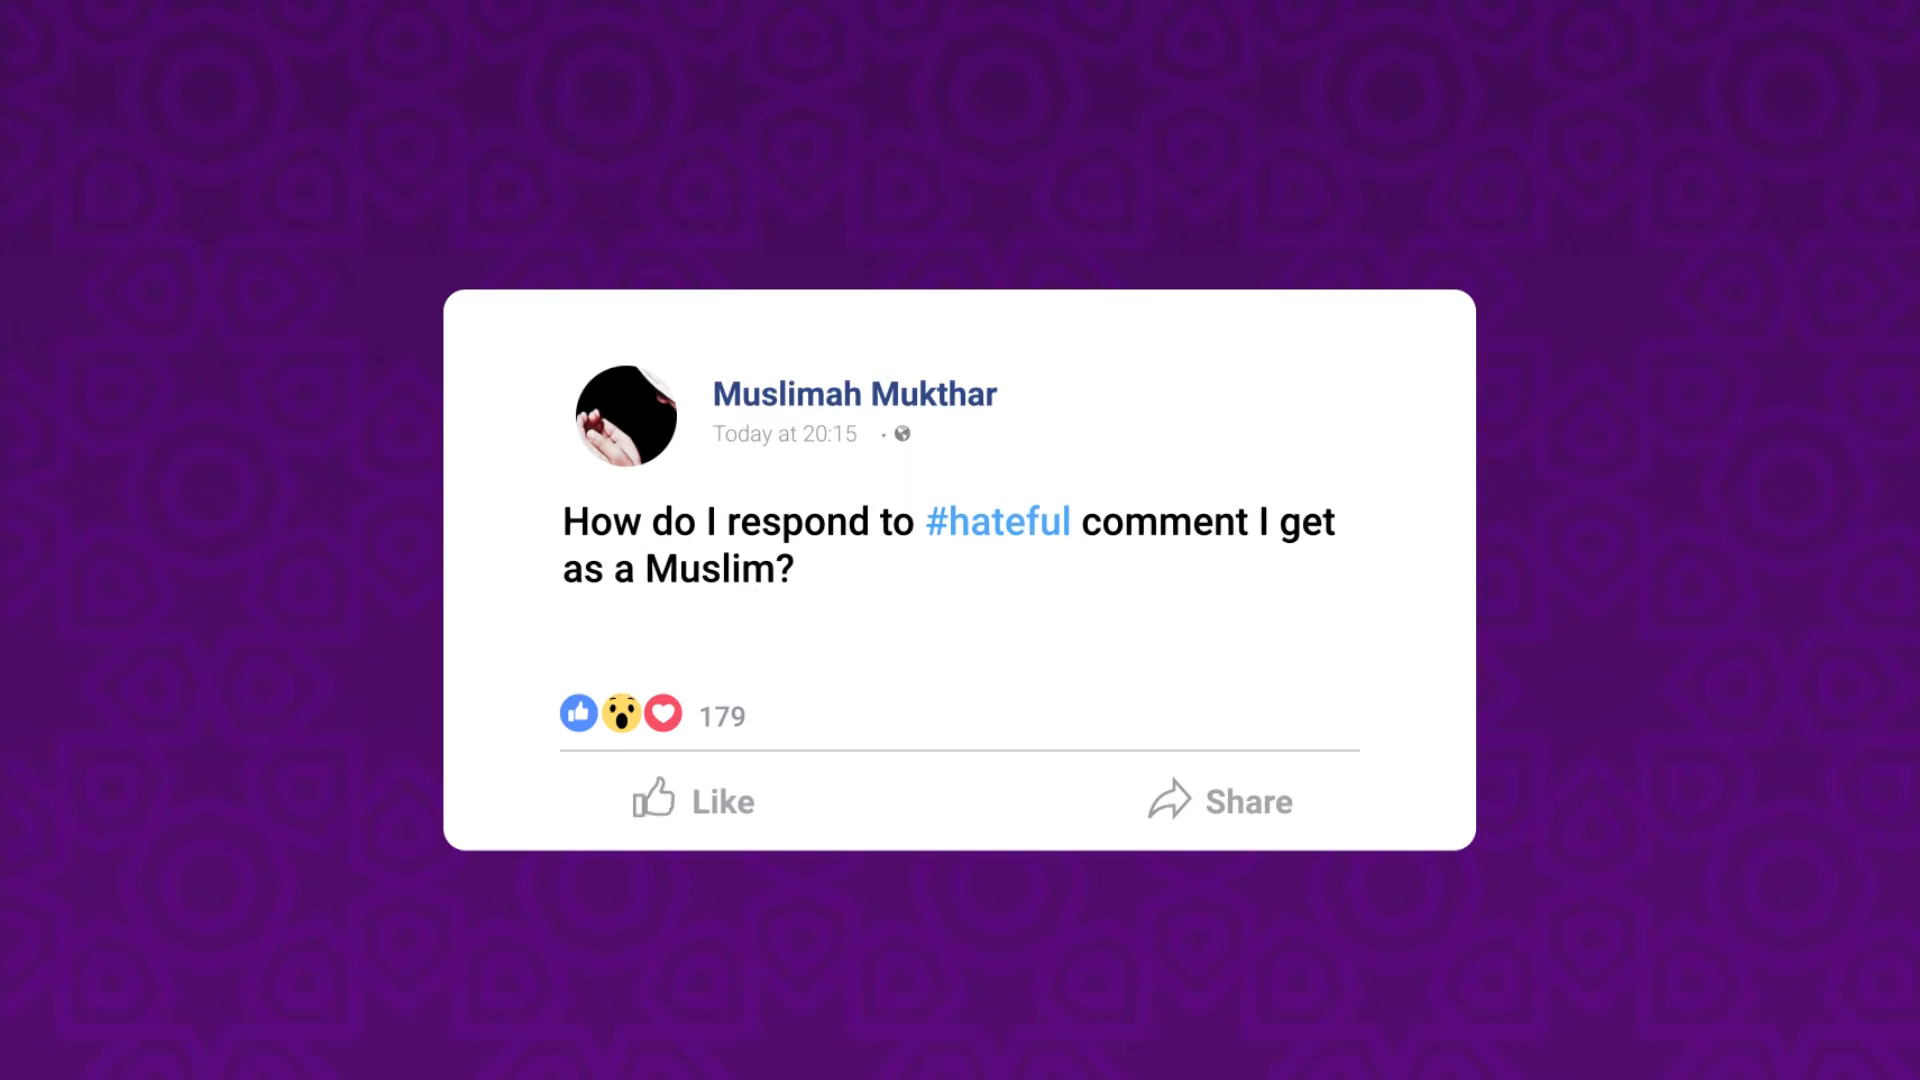 Muslimah Mukthar
Today at 20:15
How do I respond to #hateful comment I get
as a Muslim?
179
Like
Share